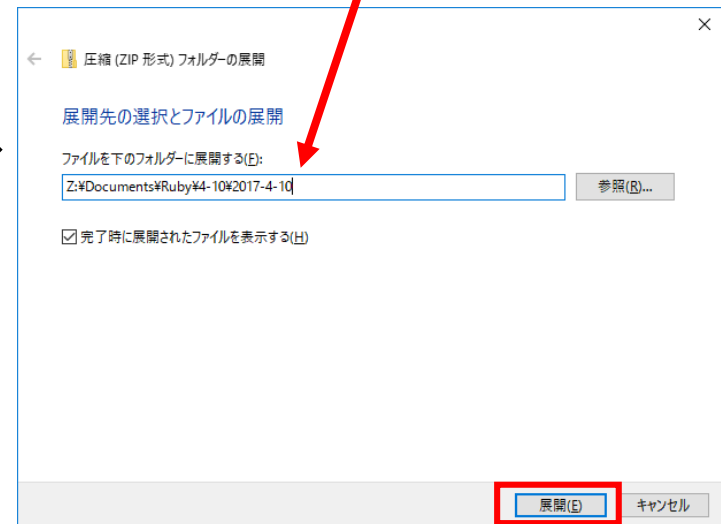 圧縮 (ZIP 形式) フォルダーの展開
展開先の選択とファイルの展開
ファイルを下のフォルダーに展開する(F):
Z:¥Documents¥Ruby¥4-10¥2017-4-10
参照(R)...
完了時に展開されたファイルを表示する(H)
展開(E)
キャンセル